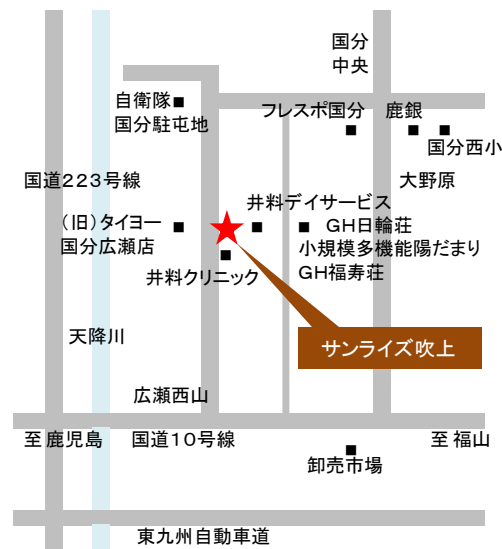 国分
中央
自衛隊
国分駐屯地
フレスポ国分
鹿銀
国分西小
国道223号線
大野原
井料デイサービス
(旧)タイヨー
国分広瀬店
GH日輪荘
小規模多機能陽だまり
GH福寿荘
井料クリニック
天降川
サンライズ吹上
広瀬西山
至 鹿児島
国道10号線
至 福山
卸売市場
東九州自動車道